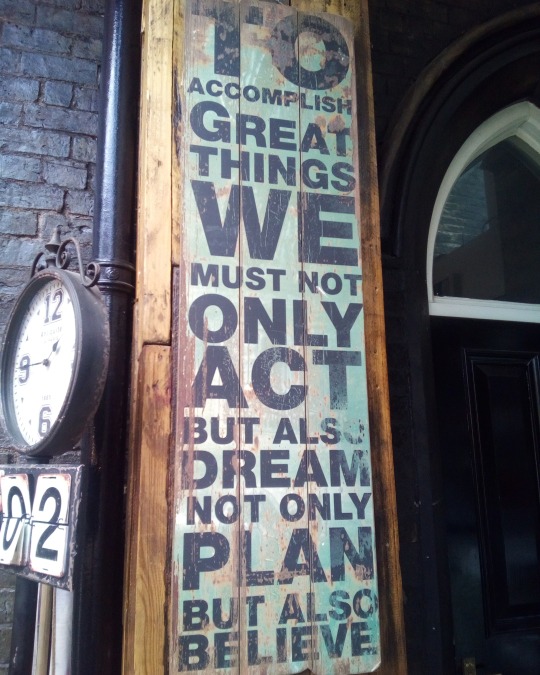 TO
ACCOMPLISH
GREAT
THINGS
WE
MUST NOT
ONLY
ACT
BUT ALSO
DREAM
NOT ONLY
PLAN
BUT ALSO
BELIEVE
12
9
6
02